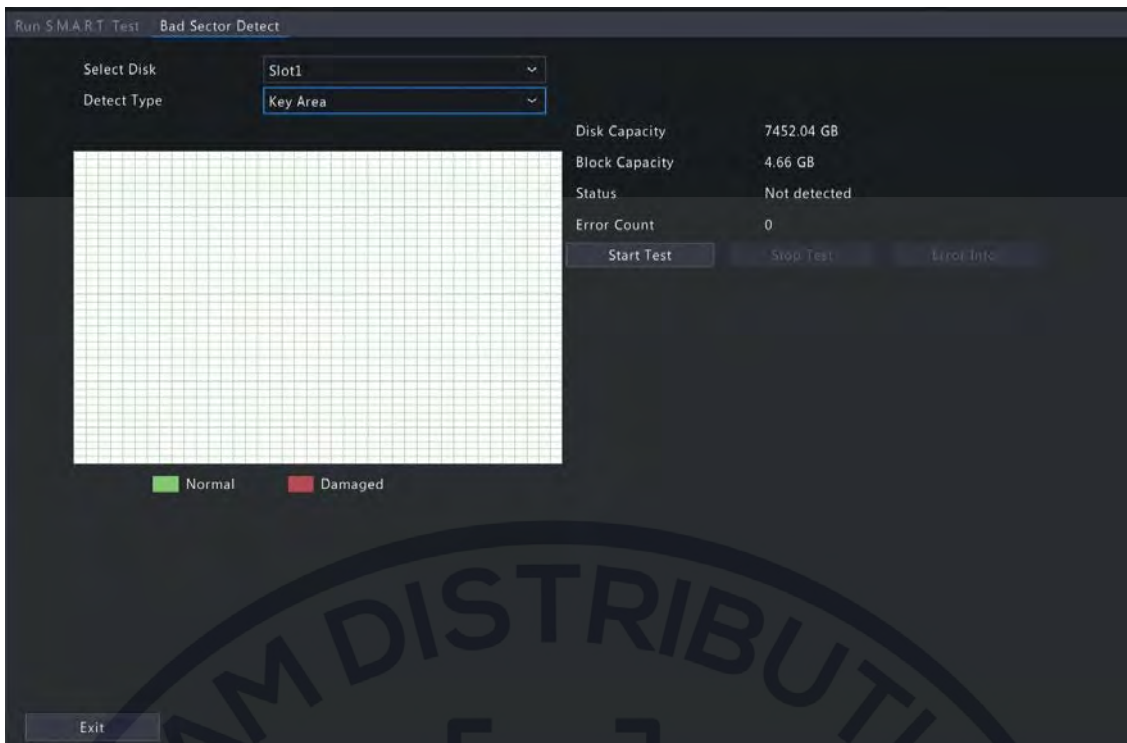 Run S.M.A.R.T. Test Bad Sector Detect
Select Disk Slot1
Detect Type Key Area
Disk Capacity 7452.04 GB
Block Capacity 4.66 GB
Status Not detected
Error Count 0
Start Test Stop Test Error Info
Normal Damaged
M DISTRIBUTI
Exit